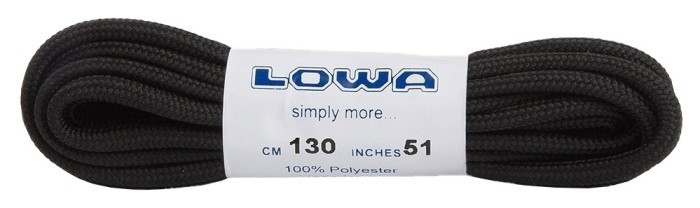 LOWA
simply more...
CM 130 INCHES 51
100% Polyester